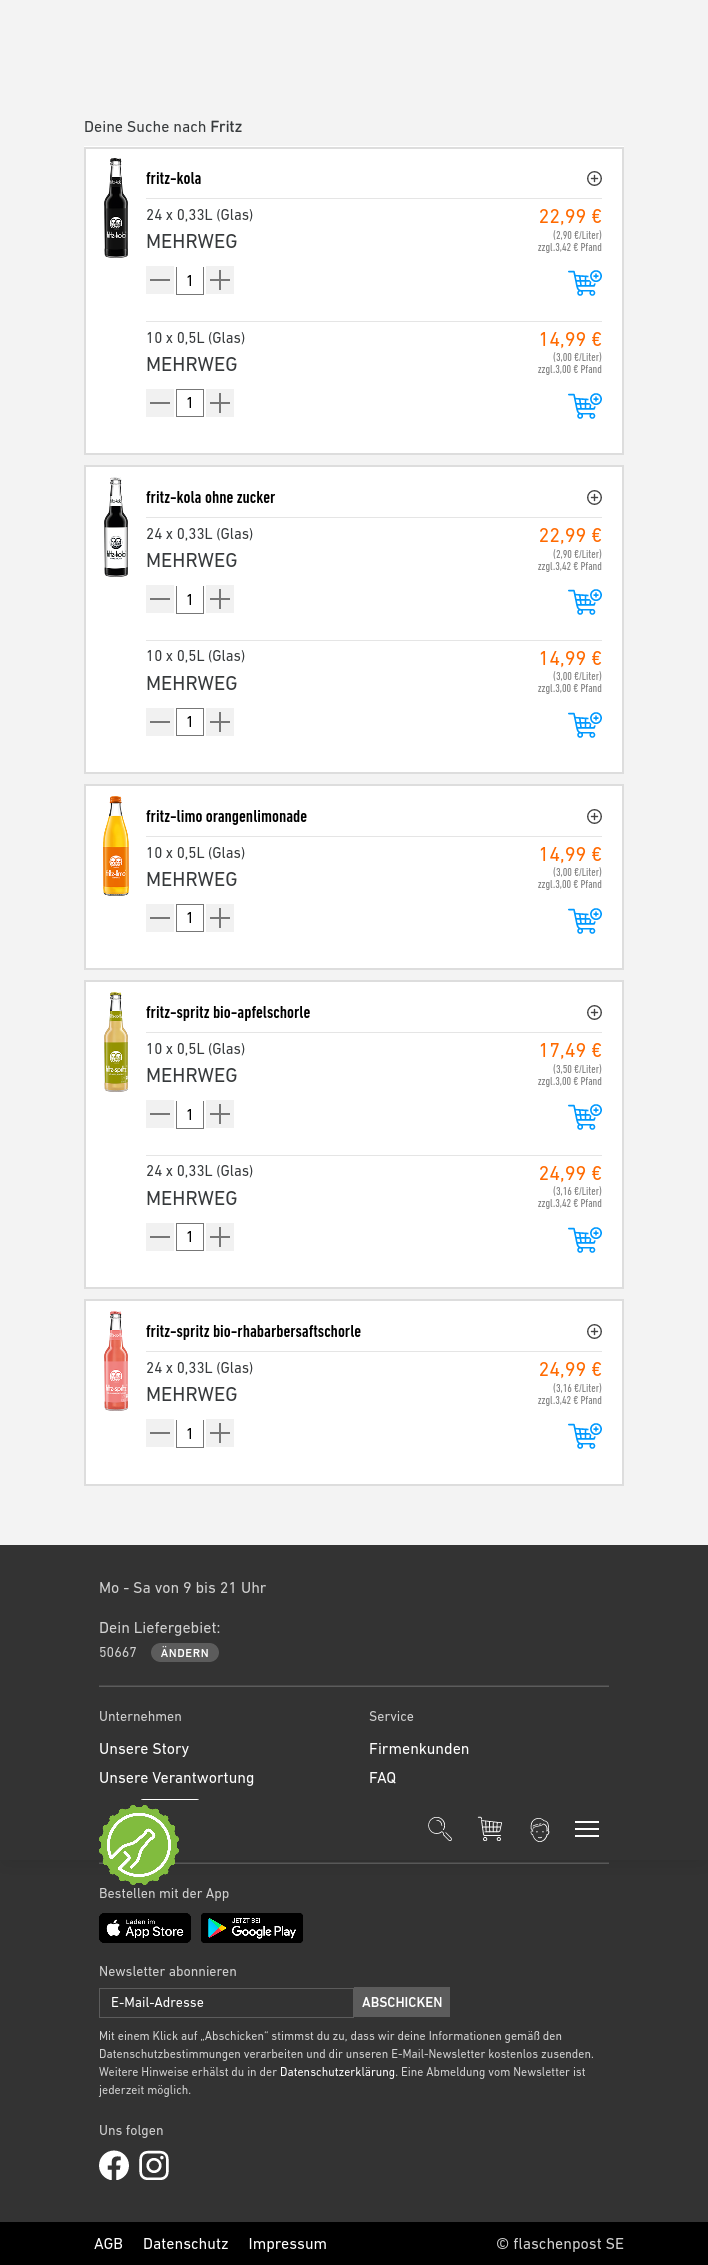 Deine Suche nach Fritz
fritz-kola
24 x 0,33L (Glas)
22,99 €
MEHRWEG
(2,90 €/Liter)
zzgl.3,42 € Pfand
1
10 x 0,5L (Glas)
14,99 €
MEHRWEG
(3,00 €/Liter)
zzgl.3,00 € Pfand
1
fritz-kola ohne zucker
24 x 0,33L (Glas)
22,99 €
MEHRWEG
(2,90 €/Liter)
zzgl.3,42 € Pfand
1
10 x 0,5L (Glas)
14,99 €
MEHRWEG
(3,00 €/Liter)
zzgl.3,00 € Pfand
1
fritz-limo orangenlimonade
10 x 0,5L (Glas)
14,99 €
MEHRWEG
(3,00 €/Liter)
zzgl.3,00 € Pfand
1
fritz-spritz bio-apfelschorle
10 x 0,5L (Glas)
17,49 €
MEHRWEG
(3,50 €/Liter)
zzgl.3,00 € Pfand
1
24 x 0,33L (Glas)
24,99 €
MEHRWEG
(3,16 €/Liter)
zzgl.3,42 € Pfand
1
fritz-spritz bio-rhabarbersaftschorle
24 x 0,33L (Glas)
24,99 €
MEHRWEG
(3,16 €/Liter)
zzgl.3,42 € Pfand
1
Mo - Sa von 9 bis 21 Uhr
Dein Liefergebiet:
50667 ÄNDERN
Unternehmen
Unsere Story
Unsere Verantwortung
Service
Firmenkunden
FAQ
Bestellen mit der App
Laden im
App Store
JETZT BEI
Google Play
Newsletter abonnieren
E-Mail-Adresse ABSCHICKEN
Mit einem Klick auf „Abschicken“ stimmst du zu, dass wir deine Informationen gemäß den
Datenschutzbestimmungen verarbeiten und dir unseren E-Mail-Newsletter kostenlos zusenden.
Weitere Hinweise erhälst du in der Datenschutzerklärung. Eine Abmeldung vom Newsletter ist
jederzeit möglich.
Uns folgen
AGB Datenschutz Impressum © flaschenpost SE